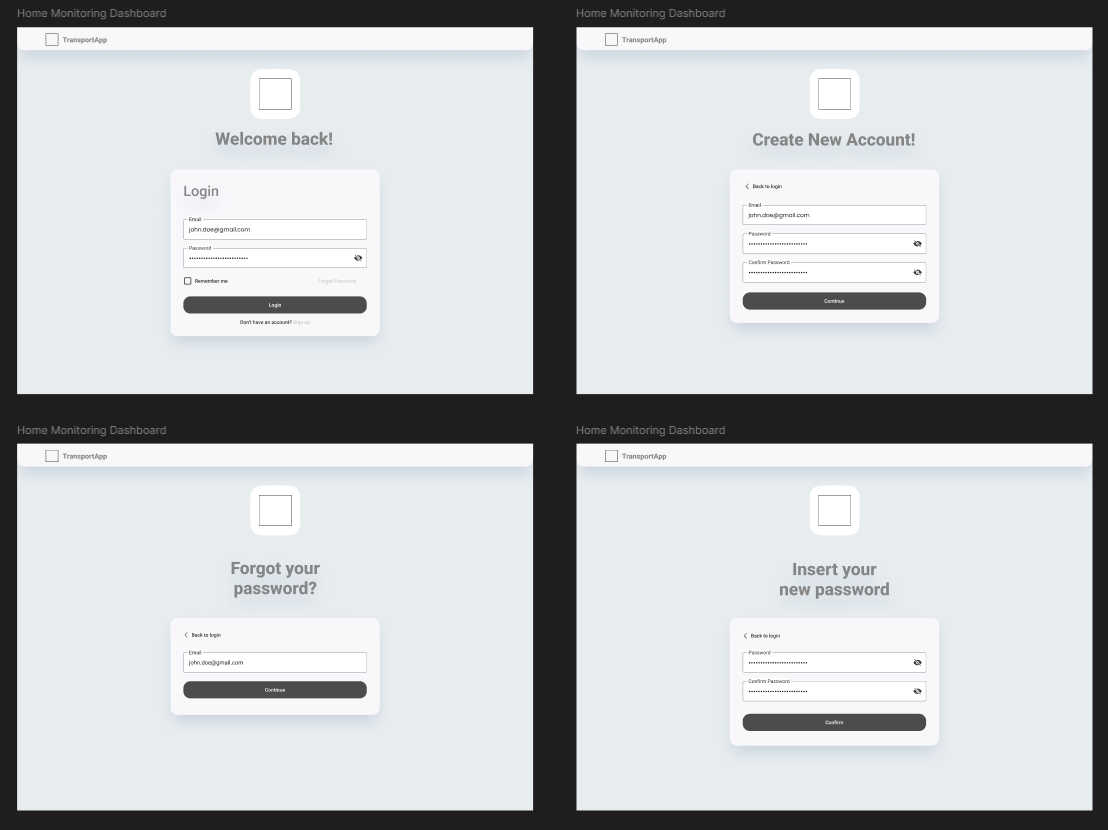 Home Monitoring Dashboard
TransportApp
Welcome back!
Login
Email
john.doe@gmail.com
Password
Remember me
Forgot Password
Login
Don't have an account? Sign up
Home Monitoring Dashboard
TransportApp
Create New Account!
Back to login
Email
john.doe@gmail.com
Password
Confirm Password
Continue
Home Monitoring Dashboard
TransportApp
Forgot your
password?
Back to login
Email
john.doe@gmail.com
Continue
Home Monitoring Dashboard
TransportApp
Insert your
new password
Back to login
Password
Confirm Password
Confirm